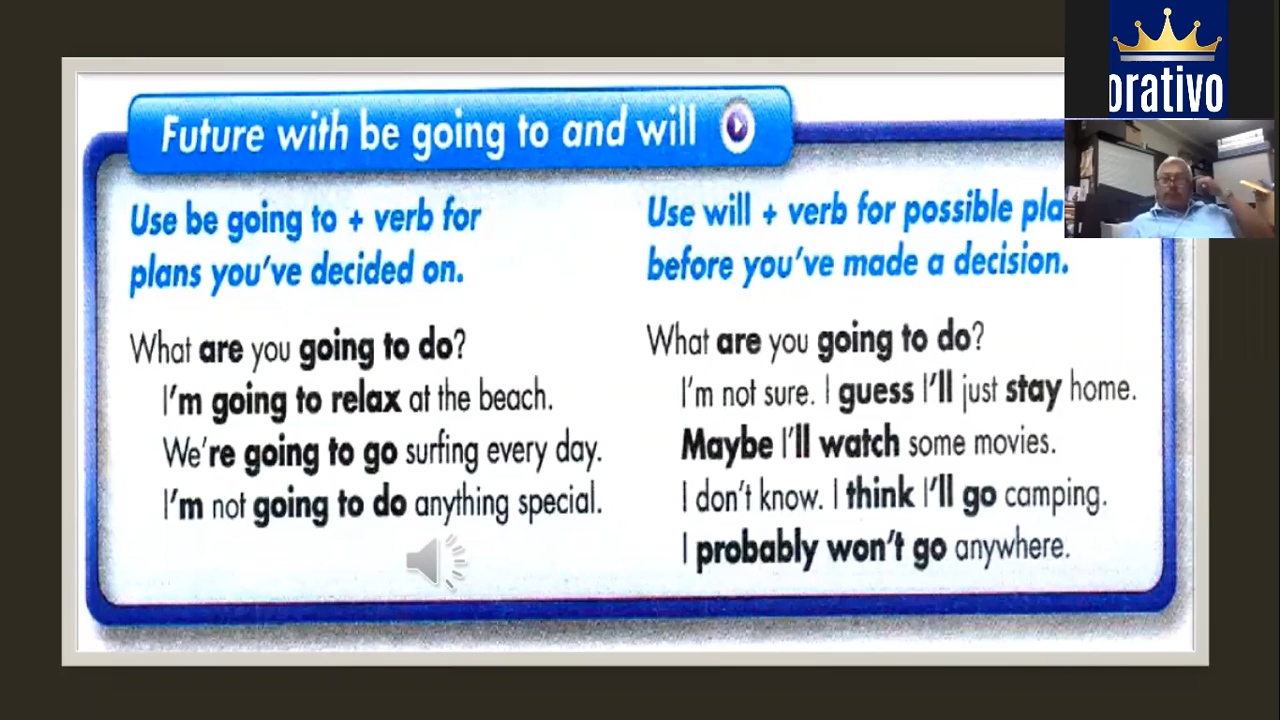 Future with be going to and will
Use be going to + verb for
plans you've decided on.
What are you going to do?
I'm going to relax at the beach.
We're going to go surfing every day.
I'm not going to do anything special.
Use will + verb for possible
before you've made a decision.
What are you going to do?
I'm not sure. I guess I'll just stay home.
Maybe I'll watch some movies.
I don't know. I think I'll go camping.
I probably won't go anywhere.
orativo